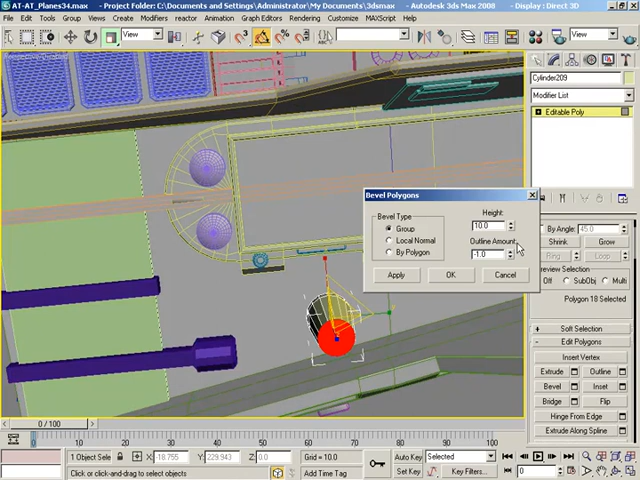 AT-AT_Planes34.max - Project Folder: C:\Documents and Settings\Administrator\My Documents\3dsmax - Autodesk 3ds Max 2008 - Display : Direct 3D
File Edit Tools Group Views Create Modifiers reactor Animation Graph Editors Rendering Customize MAXScript Help
View
View
Cylinder209
Modifier List
Editable Poly
Bevel Polygons
Bevel Type
Group
Local Normal
By Polygon
Height:
10.0
Outline Amount:
-1.0
Apply OK Cancel
By Angle: 45.0
Shrink Grow
Ring Loop
Preview Selection
Off SubObj Multi
Polygon 18 Selected
+ Soft Selection
- Edit Polygons
Insert Vertex
Extrude Outline
Bevel Inset
Bridge Flip
Hinge From Edge
Extrude Along Spline
0 / 100
0 10 20 30 40 50 60 70 80 90 100
1 Object Selec X: -18.755 Y: 229.943 Z: 0.0 Grid = 10.0
Auto Key Selected
Click or click-and-drag to select objects
Add Time Tag
Set Key Key Filters... 0